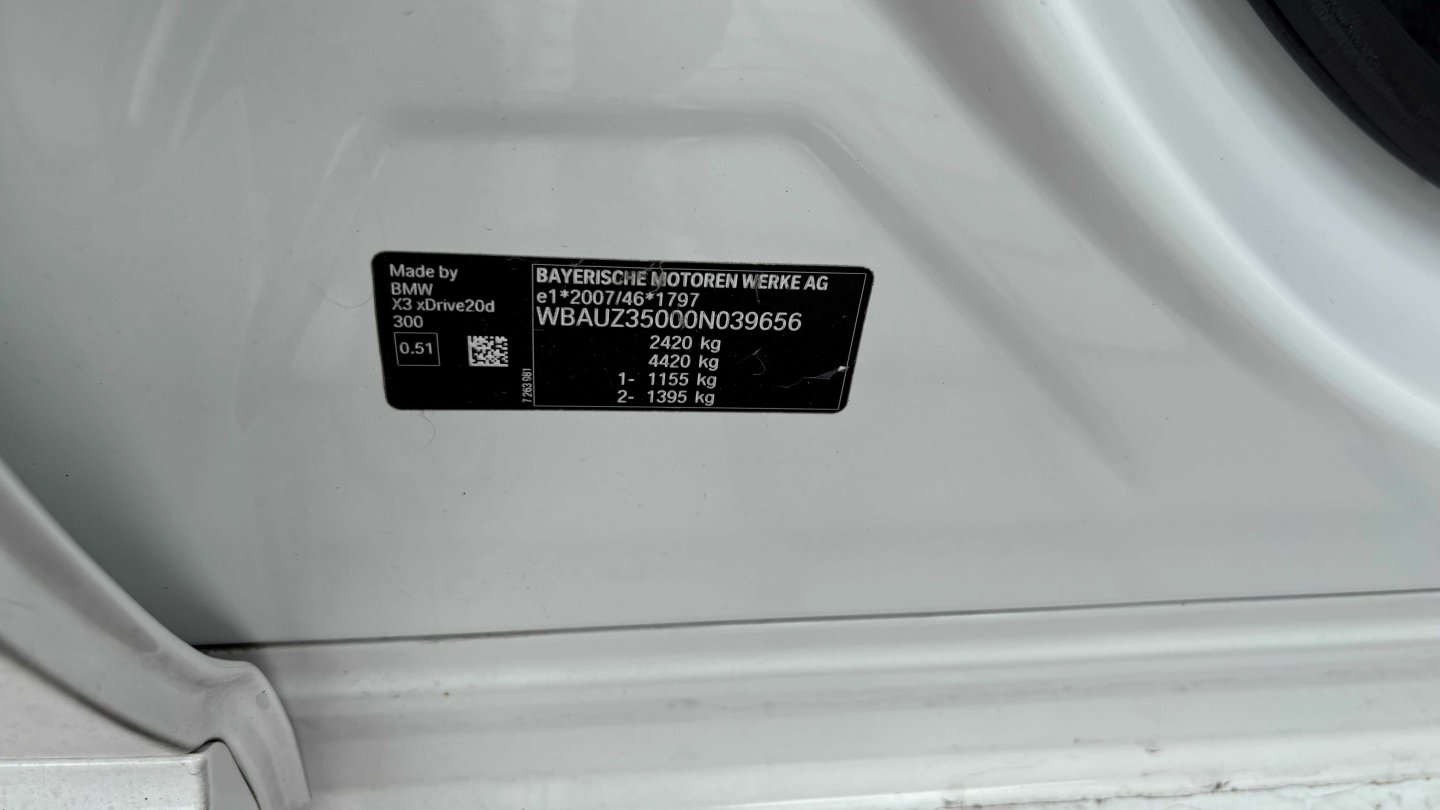 Made by
BMW
X3 xDrive20d
300
0.51
7 263 981
BAYERISCHE MOTOREN WERKE AG
e1*2007/46*1797
WBAUZ35000N039656
2420 kg
4420 kg
1- 1155 kg
2- 1395 kg